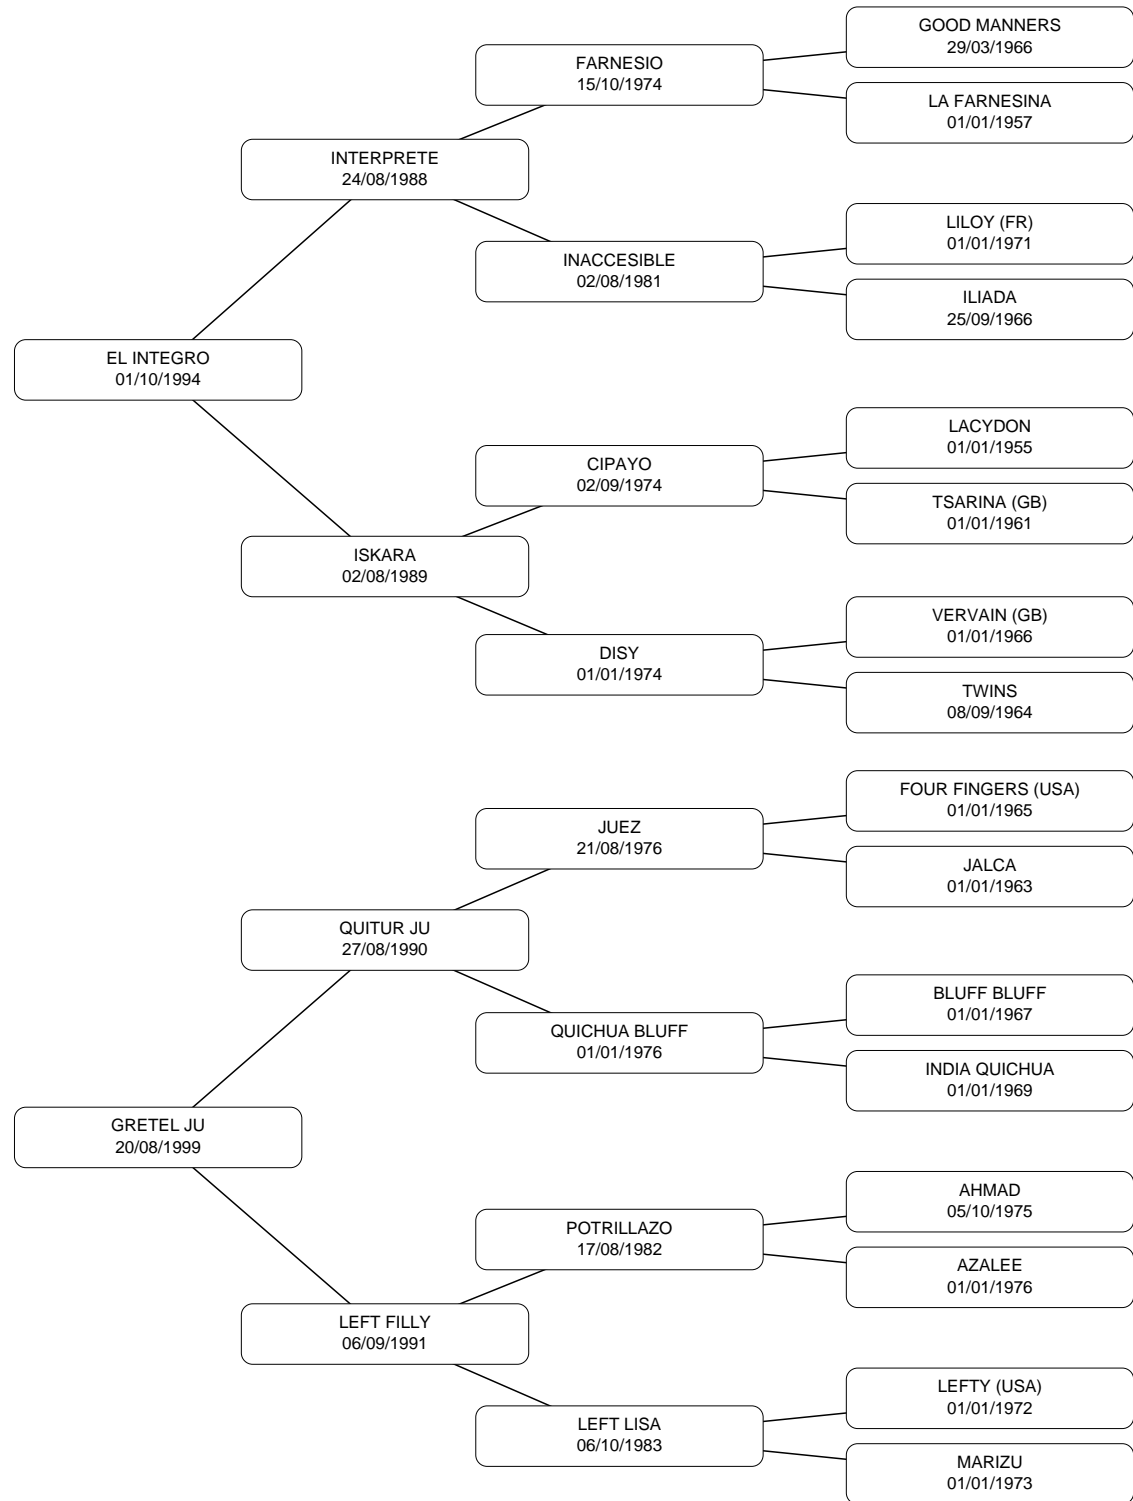 GOOD MANNERS
29/03/1966
FARNESIO
15/10/1974
LA FARNESINA
01/01/1957
INTERPRETE
24/08/1988
LILOY (FR)
01/01/1971
INACCESIBLE
02/08/1981
ILIADA
25/09/1966
EL INTEGRO
01/10/1994
LACYDON
01/01/1955
CIPAYO
02/09/1974
TSARINA (GB)
01/01/1961
ISKARA
02/08/1989
VERVAIN (GB)
01/01/1966
DISY
01/01/1974
TWINS
08/09/1964
FOUR FINGERS (USA)
01/01/1965
JUEZ
21/08/1976
JALCA
01/01/1963
QUITUR JU
27/08/1990
BLUFF BLUFF
01/01/1967
QUICHUA BLUFF
01/01/1976
INDIA QUICHUA
01/01/1969
GRETEL JU
20/08/1999
AHMAD
05/10/1975
POTRILLAZO
17/08/1982
AZALEE
01/01/1976
LEFT FILLY
06/09/1991
LEFTY (USA)
01/01/1972
LEFT LISA
06/10/1983
MARIZU
01/01/1973